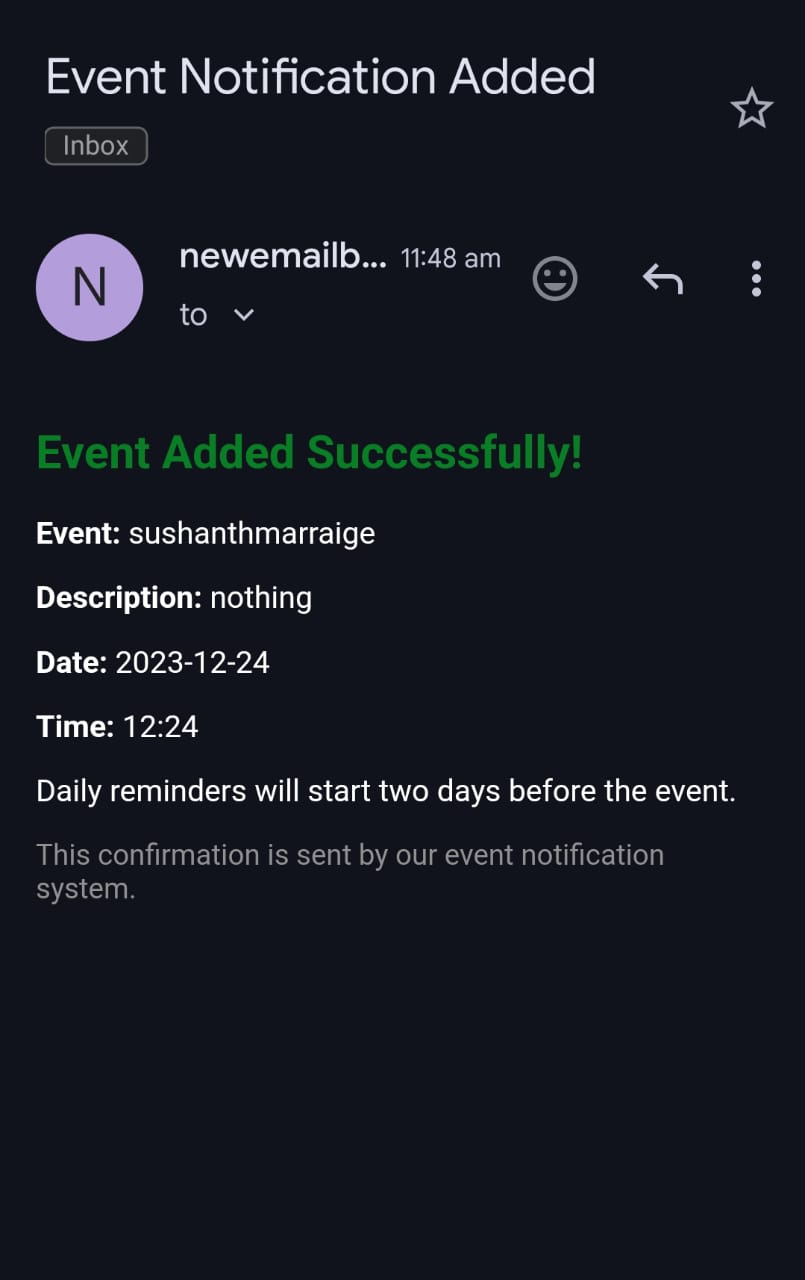 Event Notification Added
Inbox
N
newemailb... 11:48 am
to
Event Added Successfully!
Event: sushanthmarraige
Description: nothing
Date: 2023-12-24
Time: 12:24
Daily reminders will start two days before the event.
This confirmation is sent by our event notification
system.